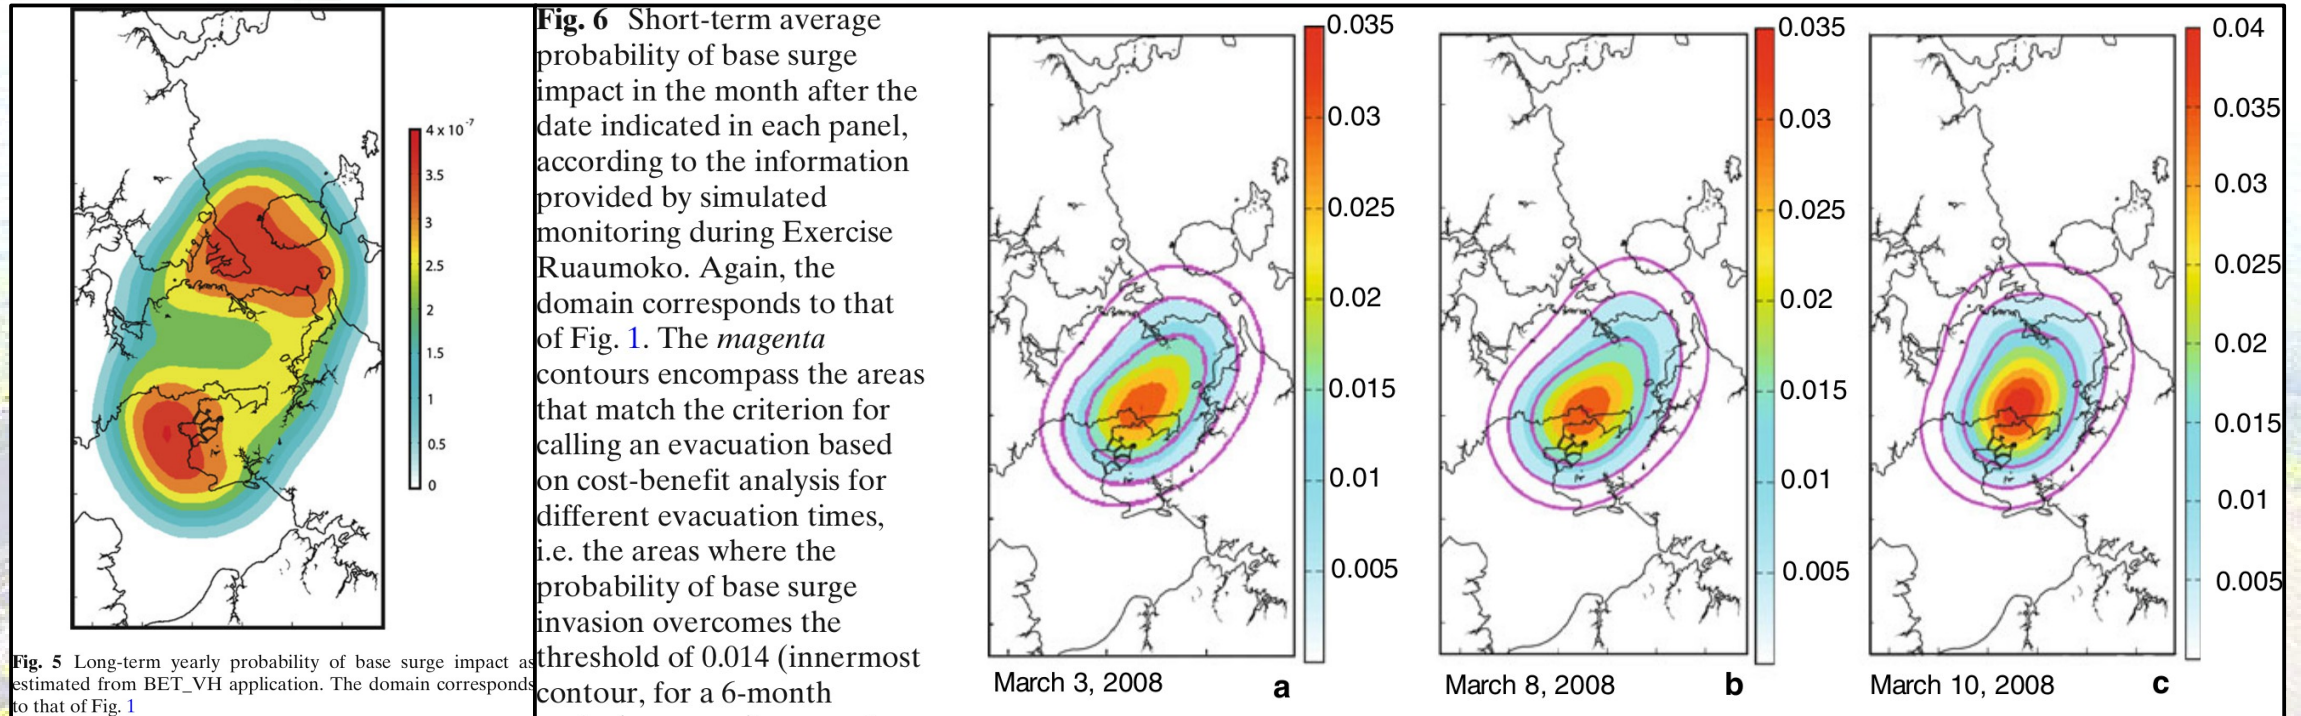 4 x 10⁻⁷
3.5
3
2.5
2
1.5
1
0.5
0
Fig. 5 Long-term yearly probability of base surge impact as
estimated from BET_VH application. The domain corresponds
to that of Fig. 1
Fig. 6 Short-term average
probability of base surge
impact in the month after the
date indicated in each panel,
according to the information
provided by simulated
monitoring during Exercise
Ruaumoko. Again, the
domain corresponds to that
of Fig. 1. The magenta
contours encompass the areas
that match the criterion for
calling an evacuation based
on cost-benefit analysis for
different evacuation times,
i.e. the areas where the
probability of base surge
invasion overcomes the
threshold of 0.014 (innermost
contour, for a 6-month
0.035
0.03
0.025
0.02
0.015
0.01
0.005
March 3, 2008 a
0.035
0.03
0.025
0.02
0.015
0.01
0.005
March 8, 2008 b
0.04
0.035
0.03
0.025
0.02
0.015
0.01
0.005
March 10, 2008 c